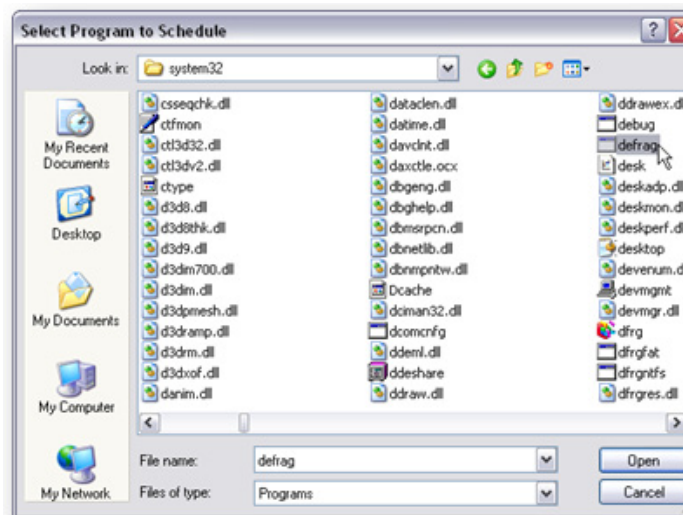 Select Program to Schedule
Look in: system32
My Recent Documents
Desktop
My Documents
My Computer
My Network
csseqchk.dll
ctfmon
ctl3d32.dll
ctl3dv2.dll
ctype
d3d8.dll
d3d8thk.dll
d3d9.dll
d3dim700.dll
d3dim.dll
d3dpmesh.dll
d3dramp.dll
d3drm.dll
d3dxof.dll
danim.dll
dataclen.dll
datime.dll
davclnt.dll
daxctle.ocx
dbgeng.dll
dbghelp.dll
dbmsrpcn.dll
dbnetlib.dll
dbnmpntw.dll
Dcache
dciman32.dll
dcomcnfg
ddeml.dll
ddeshare
ddraw.dll
ddrawex.d
debug
defrag
desk
deskadp.dl
deskmon.dl
deskperf.dl
desktop
devenum.d
devmgmt
devmgr.dll
dfrg
dfrgfat
dfrgntfs
dfrgres.dll
File name: defrag
Open
Files of type: Programs
Cancel